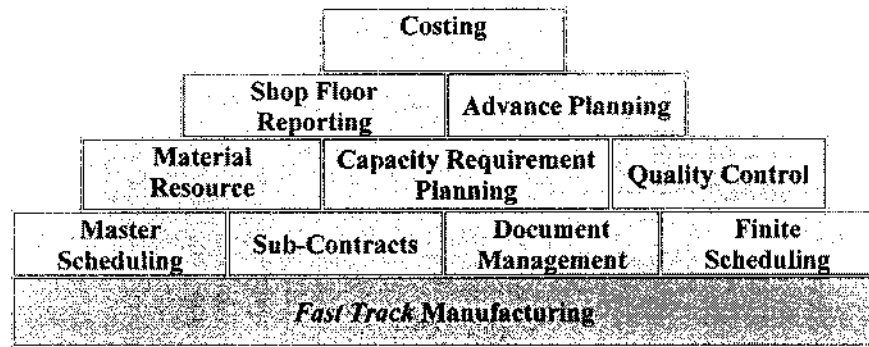 Costing
Shop Floor
Reporting
Advance Planning
Material
Resource
Capacity Requirement
Planning
Quality Control
Master
Scheduling
Sub-Contracts
Document
Management
Finite
Scheduling
Fast Track Manufacturing